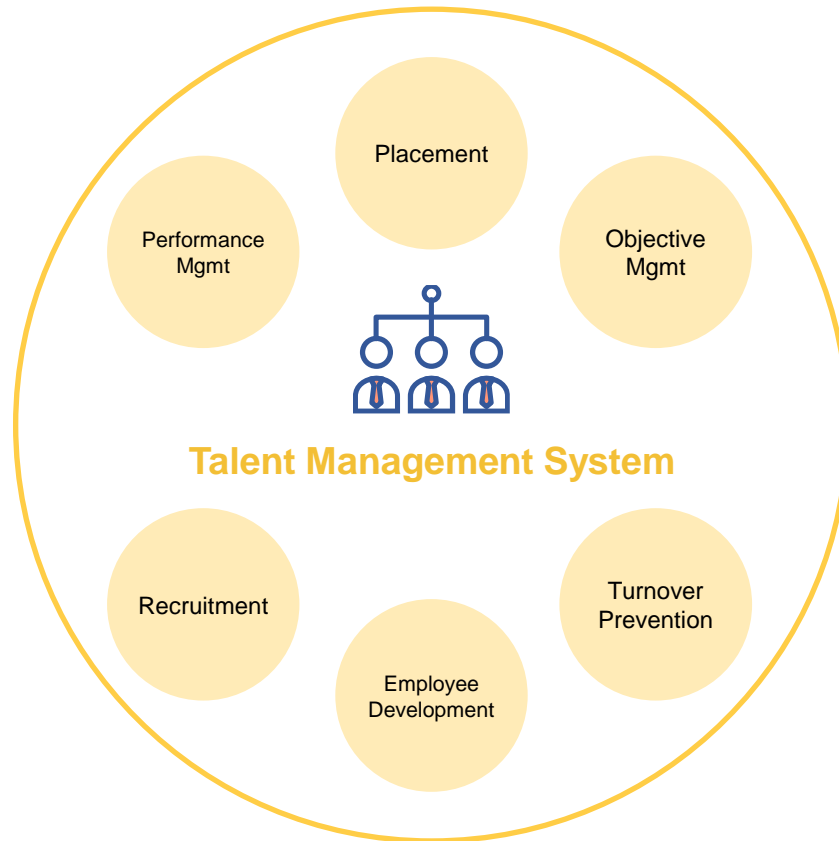 Placement
Performance
Mgmt
Objective
Mgmt
Talent Management System
Recruitment
Turnover
Prevention
Employee
Development